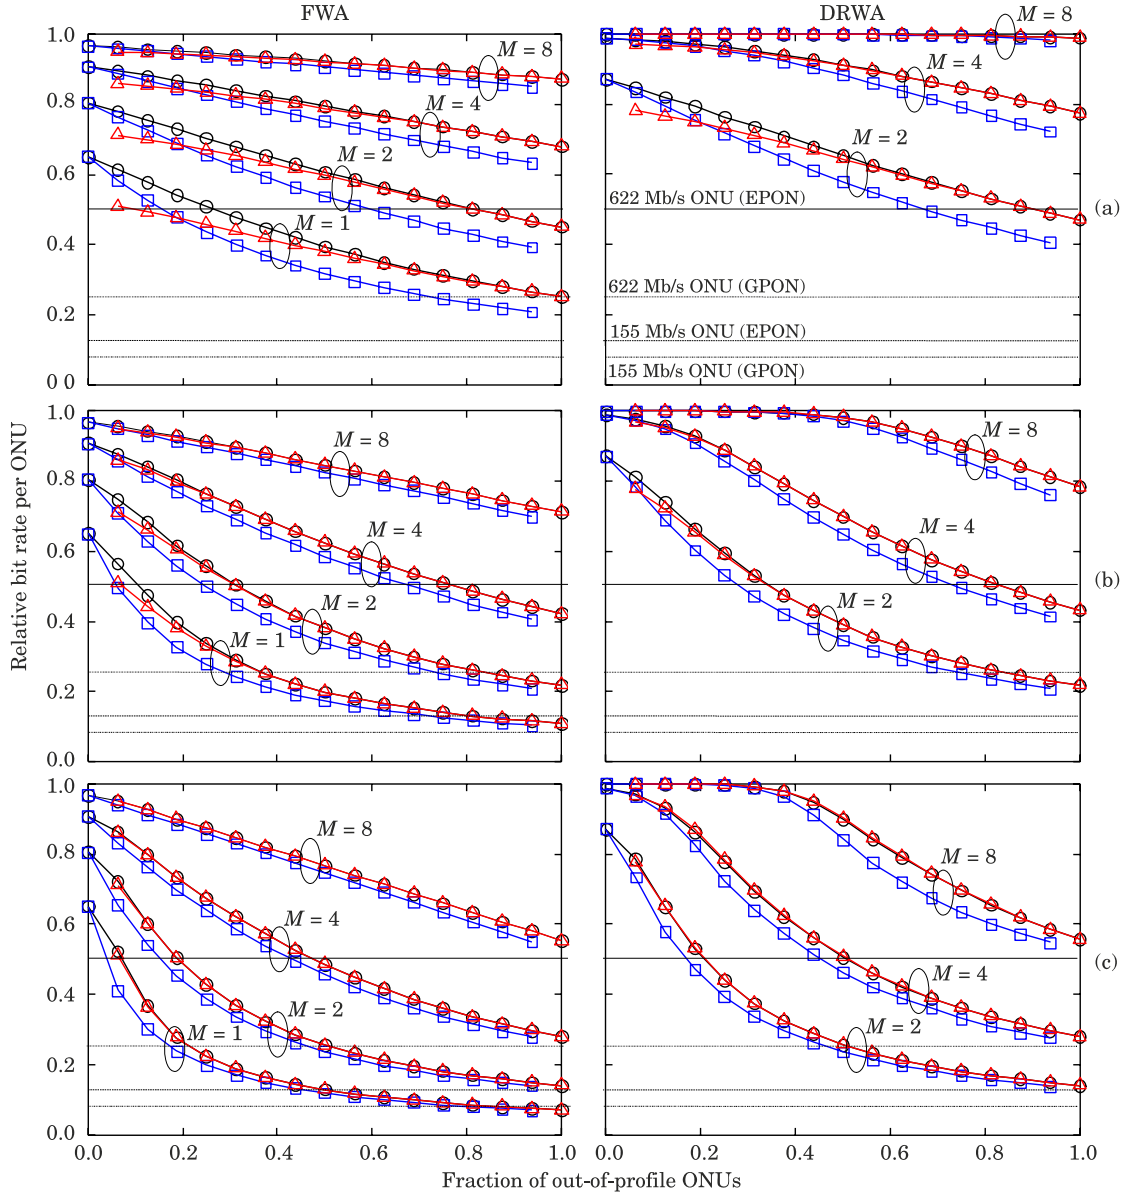 FWA
DRWA
M = 8
1.0
M = 8
M = 4
0.8
M = 4
M = 2
M = 2
0.6
622 Mb/s ONU (EPON)
(a)
M = 1
0.4
622 Mb/s ONU (GPON)
0.2
155 Mb/s ONU (EPON)
155 Mb/s ONU (GPON)
0 0
Relative bit rate per ONU
1.0
M = 8
M = 8
0.8
M = 4
M = 4
0.6
(b)
M = 2
M = 2
0.4
M = 1
0.2
0.0
1.0
M = 8
M = 8
0.8
0.6
M = 4
M = 4
(c)
0.4
M = 2
M = 2
M = 1
0.2
0.0
0.0 0.2 0.4 0.6 0.8 1.0
0.0 0.2 0.4 0.6 0.8 1.0
Fraction of out-of-profile ONUs